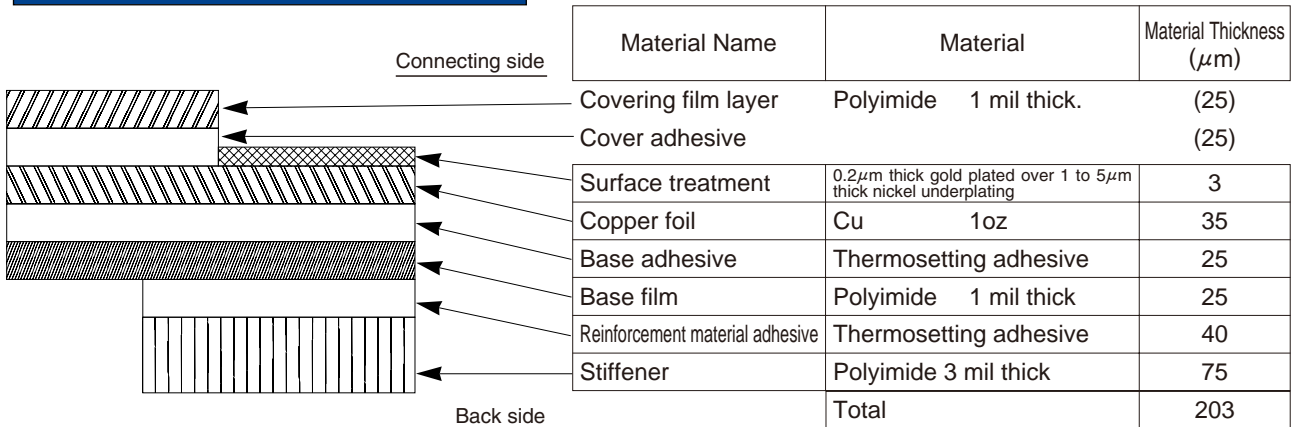 Connecting side
Material Name Material Material Thickness
(μm)
Covering film layer Polyimide 1 mil thick. (25)
Cover adhesive (25)
Surface treatment 0.2μm thick gold plated over 1 to 5μm
thick nickel underplating 3
Copper foil Cu 1oz 35
Base adhesive Thermosetting adhesive 25
Base film Polyimide 1 mil thick 25
Reinforcement material adhesive Thermosetting adhesive 40
Stiffener Polyimide 3 mil thick 75
Back side
Total 203